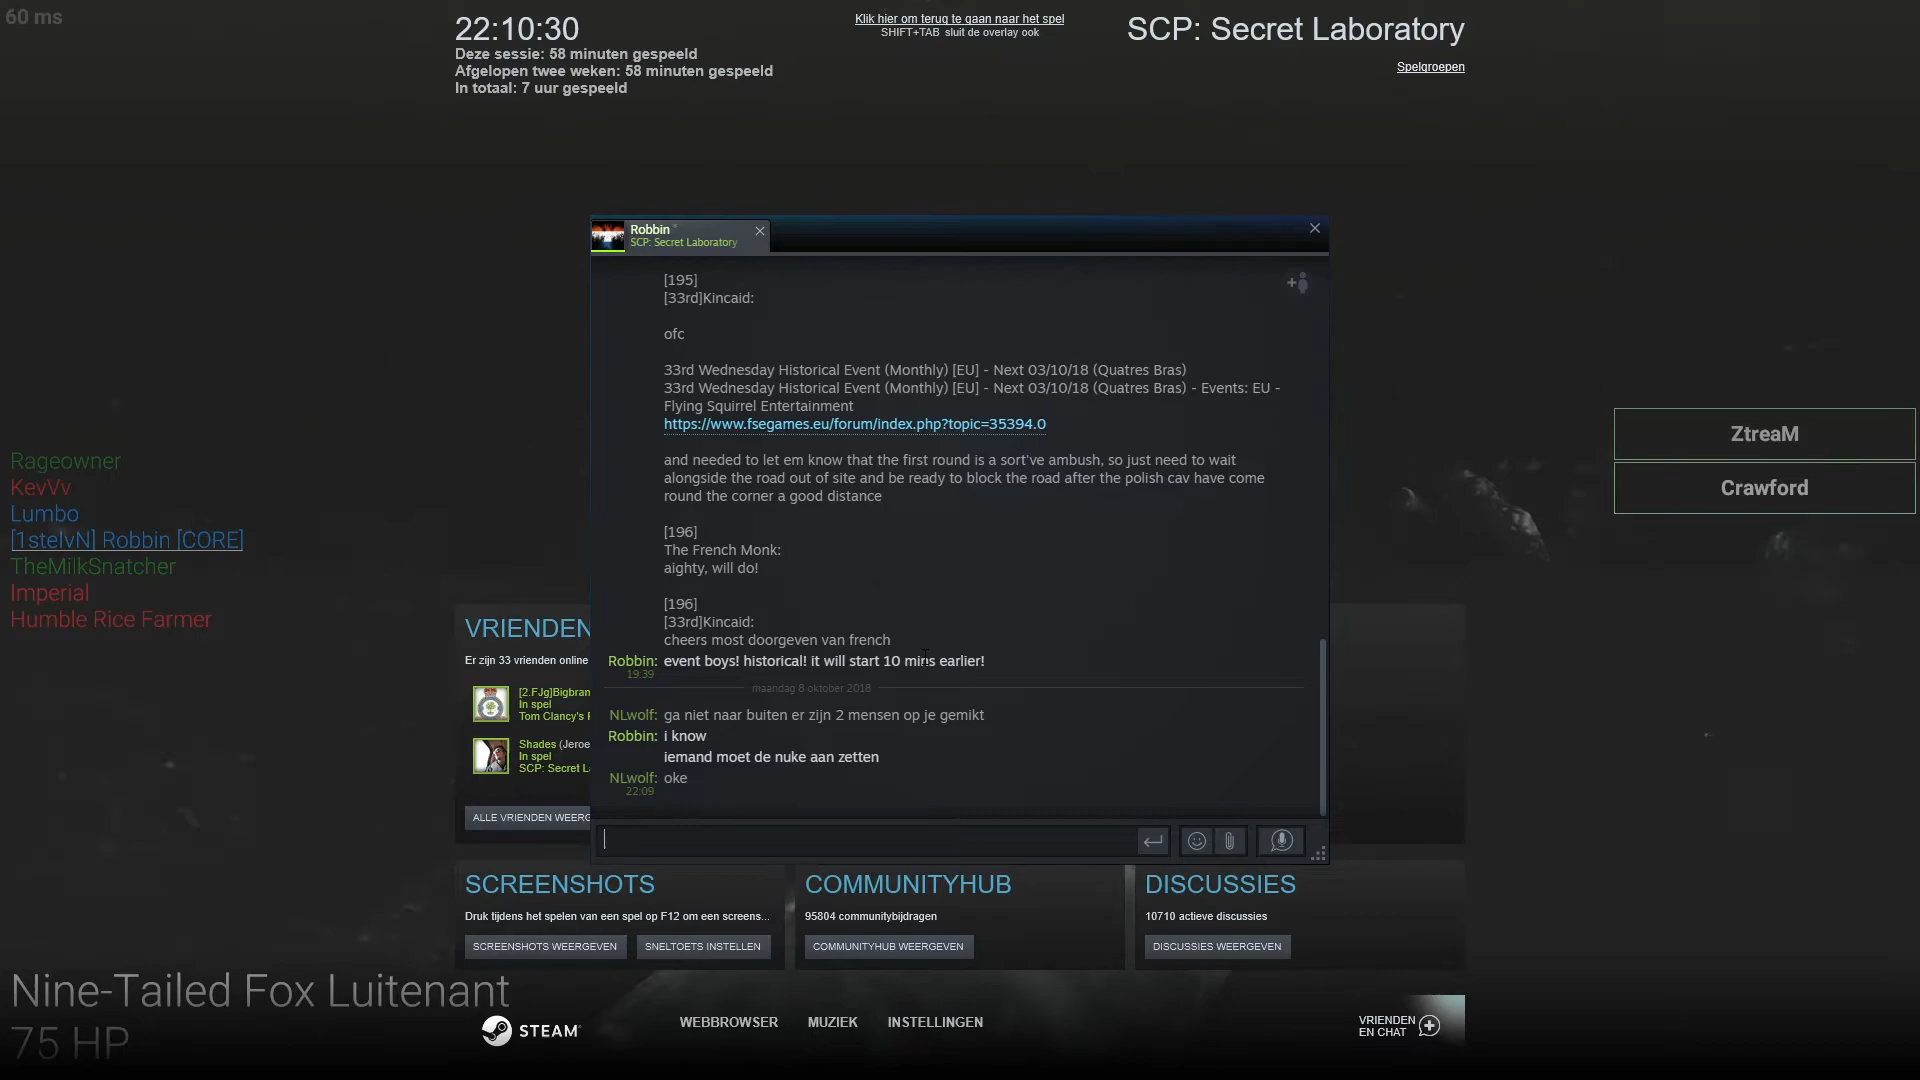 60 ms
22:10:30
Deze sessie: 58 minuten gespeeld
Afgelopen twee weken: 58 minuten gespeeld
In totaal: 7 uur gespeeld
Klik hier om terug te gaan naar het spel
SHIFT+TAB sluit de overlay ook
SCP: Secret Laboratory
Spelgroepen
Robbin
SCP: Secret Laboratory
[195]
[33rd]Kincaid:
ofc
33rd Wednesday Historical Event (Monthly) [EU] - Next 03/10/18 (Quatres Bras)
33rd Wednesday Historical Event (Monthly) [EU] - Next 03/10/18 (Quatres Bras) - Events: EU -
Flying Squirrel Entertainment
https://www.fsegames.eu/forum/index.php?topic=35394.0
and needed to let em know that the first round is a sort've ambush, so just need to wait
alongside the road out of site and be ready to block the road after the polish cav have come
round the corner a good distance
[196]
The French Monk:
aighty, will do!
[196]
[33rd]Kincaid:
cheers most doorgeven van french
Robbin: event boys! historical! it will start 10 mins earlier!
19:39
maandag 8 oktober 2018
NLwolf: ga niet naar buiten er zijn 2 mensen op je gemikt
Robbin: i know
iemand moet de nuke aan zetten
NLwolf: oke
22:09
Rageowner
KevVv
Lumbo
[1stelvN] Robbin [CORE]
TheMilkSnatcher
Imperial
Humble Rice Farmer
ZtreaM
Crawford
VRIENDEN
Er zijn 33 vrienden online
[2.FJg]Bigbran
In spel
Tom Clancy's
Shades (Jeroe
In spel
SCP: Secret L
ALLE VRIENDEN WEERG
SCREENSHOTS
Druk tijdens het spelen van een spel op F12 om een screens...
SCREENSHOTS WEERGEVEN
SNELTOETS INSTELLEN
COMMUNITYHUB
95804 communitybijdragen
COMMUNITYHUB WEERGEVEN
DISCUSSIES
10710 actieve discussies
DISCUSSIES WEERGEVEN
Nine-Tailed Fox Luitenant
75 HP
STEAM
WEBBROWSER
MUZIEK
INSTELLINGEN
VRIENDEN
EN CHAT